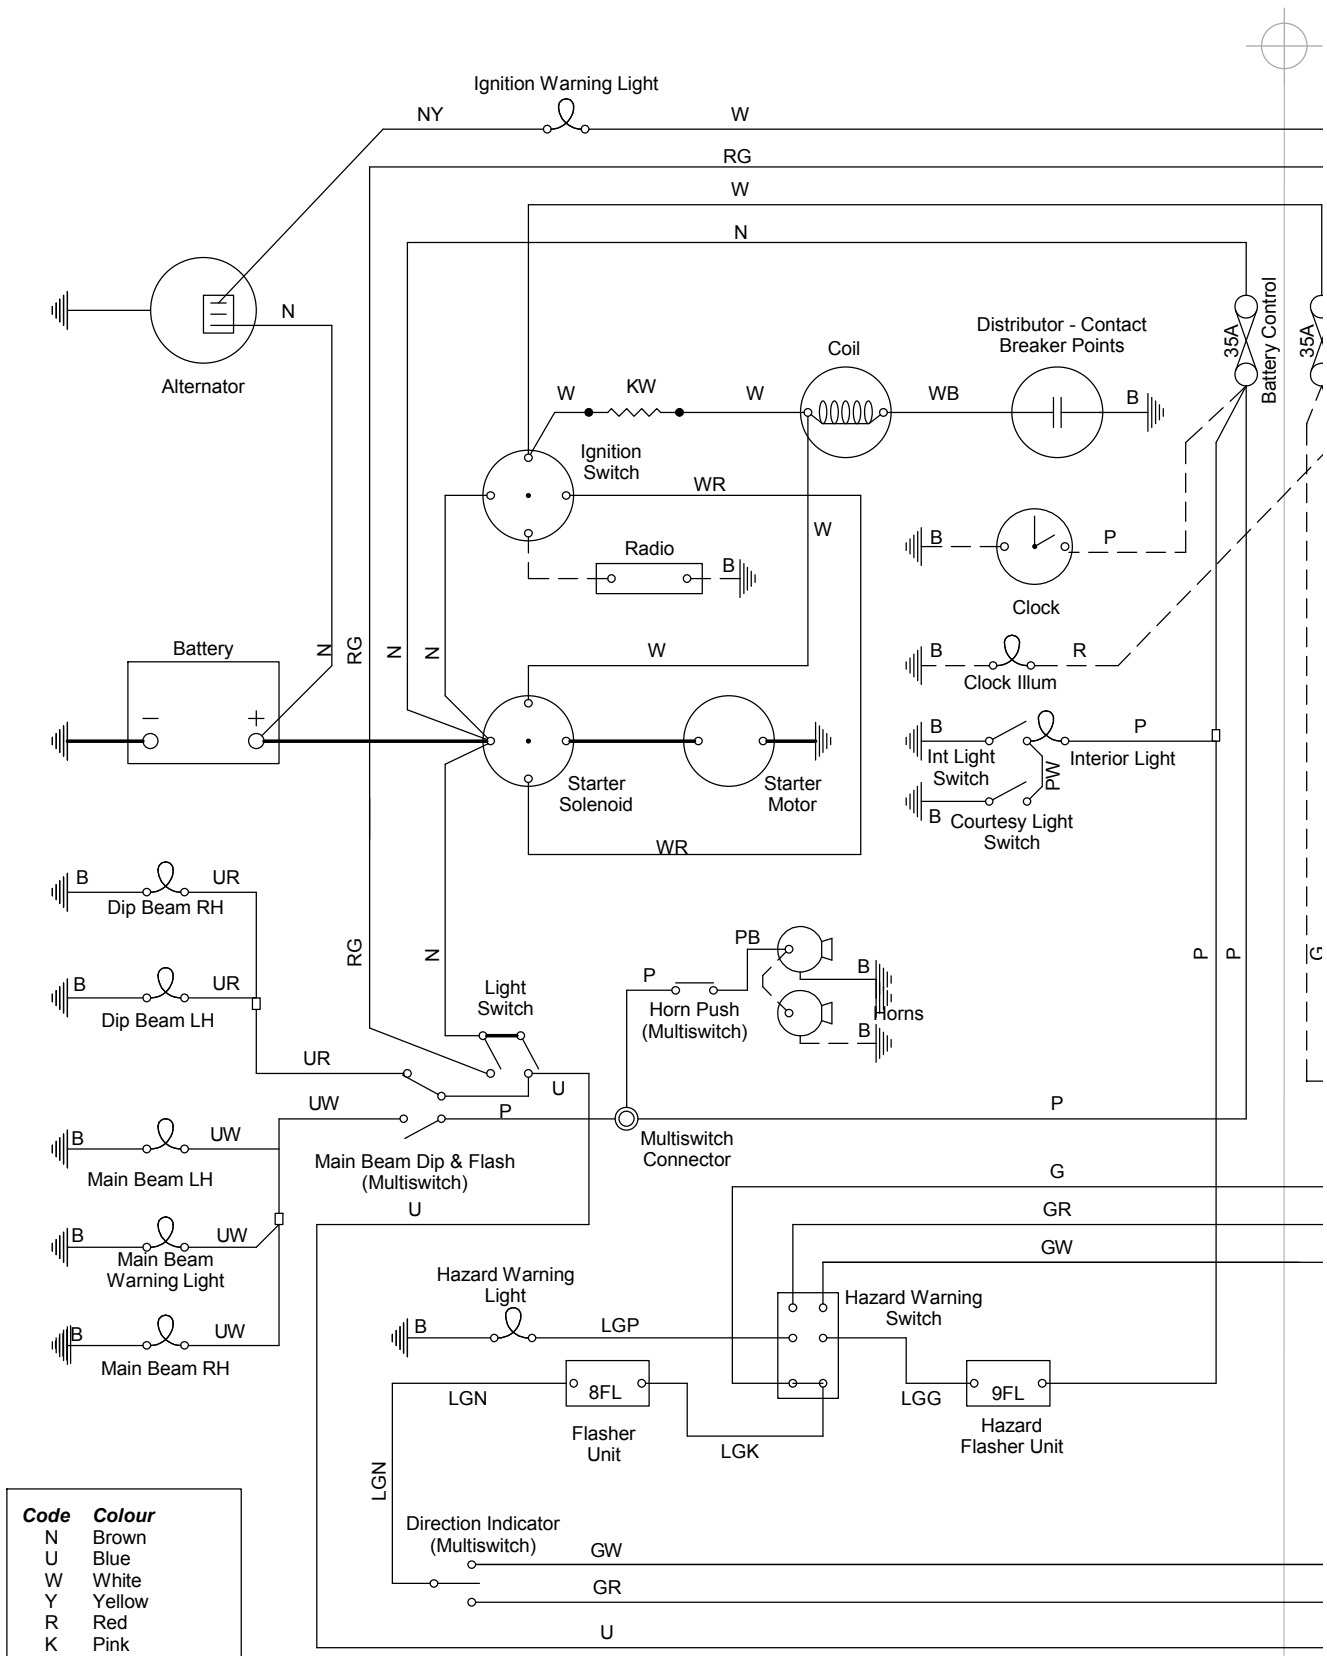 Ignition Warning Light
NY
W
RG
W
N
N
Alternator
Battery Control
35A
35A
Distributor - Contact
Breaker Points
Coil
W
KW
W
WB
B
Ignition
Switch
WR
W
Radio
B
B
P
Clock
N
RG
N
N
W
B
R
Clock Illum
Battery
−
+
B
P
Int Light
Switch
PW
Interior Light
Starter
Solenoid
Starter
Motor
B
Courtesy Light
Switch
WR
B
UR
Dip Beam RH
RG
N
PB
B
P
P
G
B
UR
Dip Beam LH
Light
Switch
P
Horn Push
(Multiswitch)
Horns
B
UR
U
UW
P
P
B
UW
Main Beam LH
Main Beam Dip & Flash
(Multiswitch)
Multiswitch
Connector
G
U
GR
B
UW
Main Beam
Warning Light
GW
Hazard Warning
Light
Hazard Warning
Switch
B
LGP
B
UW
Main Beam RH
LGN
8FL
LGG
9FL
Flasher
Unit
LGK
Hazard
Flasher Unit
LGN
Direction Indicator
(Multiswitch)
GW
GR
U
Code Colour
N Brown
U Blue
W White
Y Yellow
R Red
K Pink